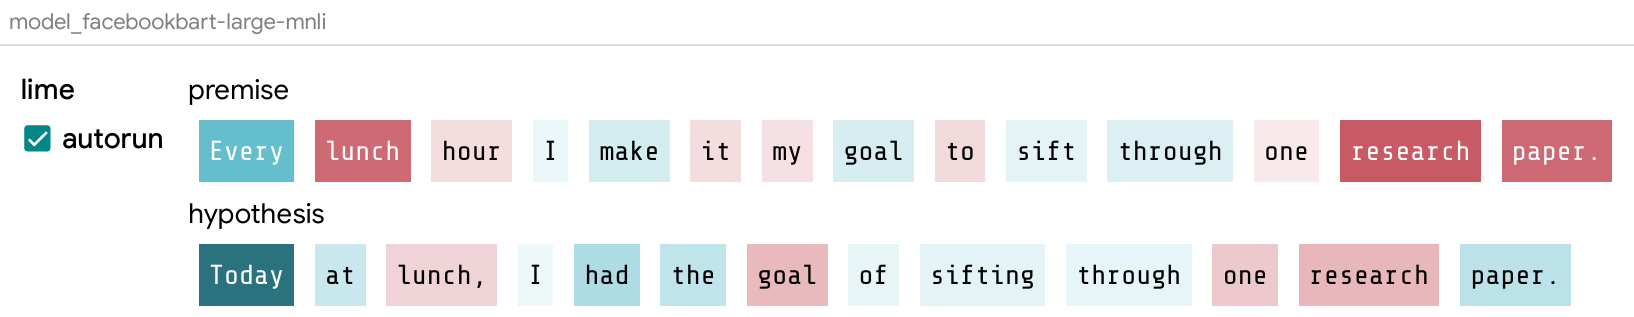 model_facebookbart-large-mnli
lime
autorun
premise
Every lunch hour I make it my goal to sift through one research paper.
hypothesis
Today at lunch, I had the goal of sifting through one research paper.